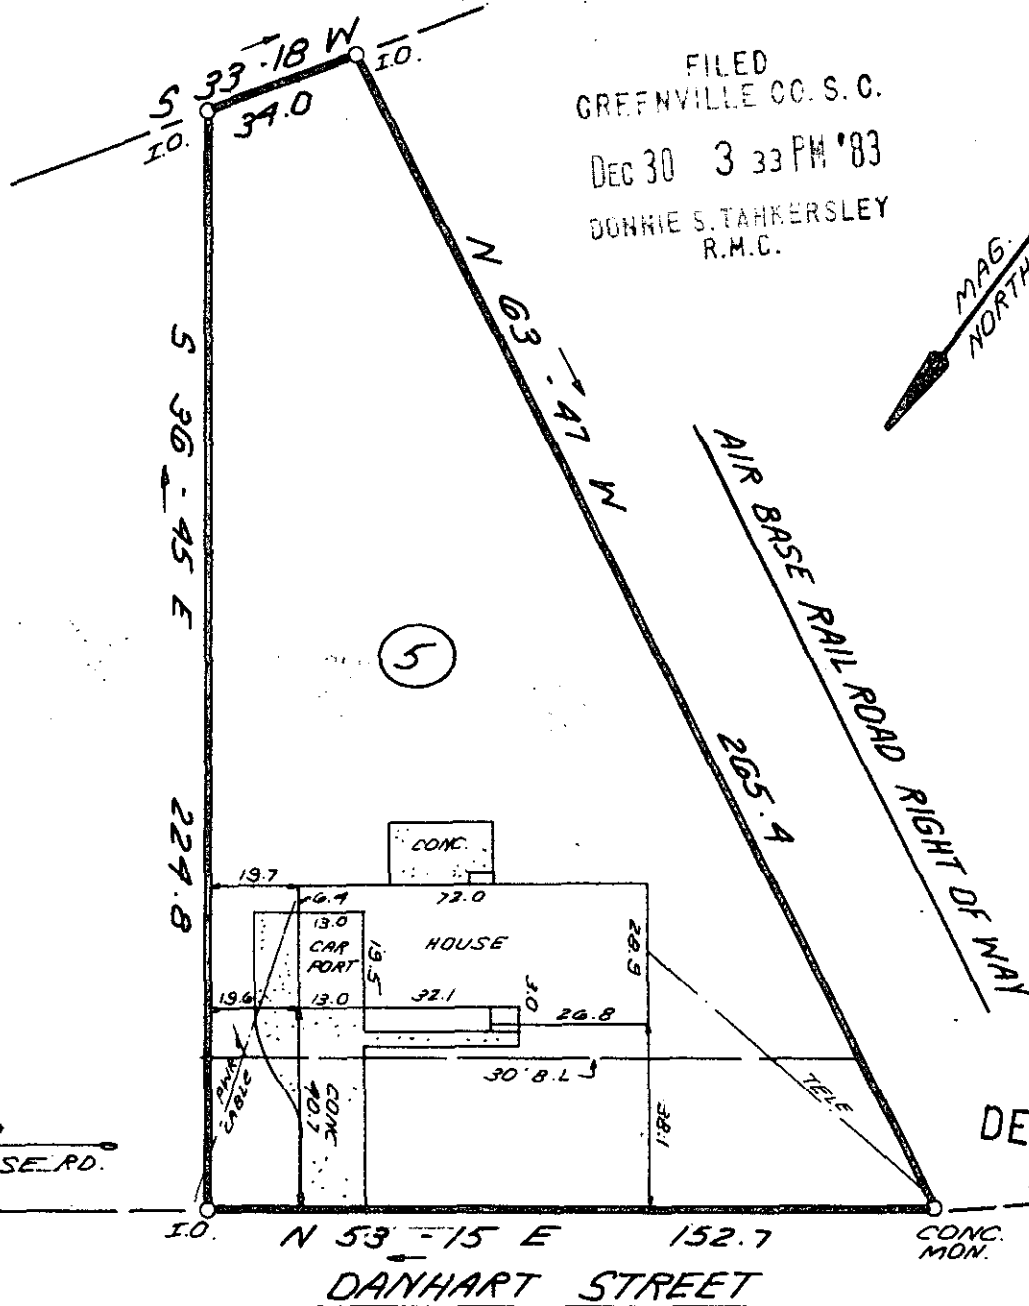 S 33-18 W
34.0
I.O.
I.O.
FILED
GREENVILLE CO. S. C.
DEC 30 3 33 PM '83
DONNIE S. TANKERSLEY
R.M.C.
MAG.
NORTH
N 63-47 W
265.4
AIR BASE RAIL ROAD RIGHT OF WAY
S 36-45 E
224.8
5
CONC.
19.7
6.4
72.0
13.0
CAR
PORT
HOUSE
19.5
28.9
19.6
13.0
32.1
3.0
26.8
30' B.L.
PWR
CABLE
CONC
40.7
38.1
TELE
DE
SE RD.
I.O.
N 53-15 E
152.7
CONC.
MON.
DANHART STREET